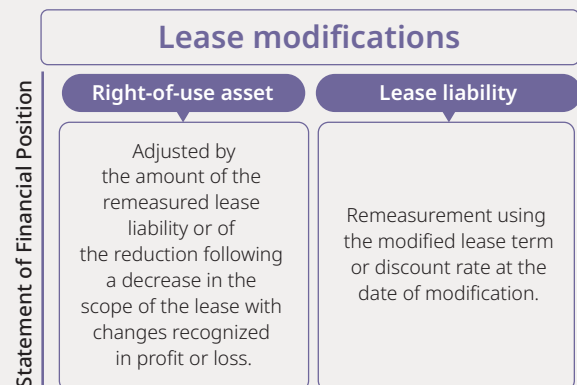 Lease modifications
Statement of Financial Position
Right-of-use asset
Lease liability
Adjusted by
the amount of the
remeasured lease
liability or of
the reduction following
a decrease in the
scope of the lease with
changes recognized
in profit or loss.
Remeasurement using
the modified lease term
or discount rate at the
date of modification.